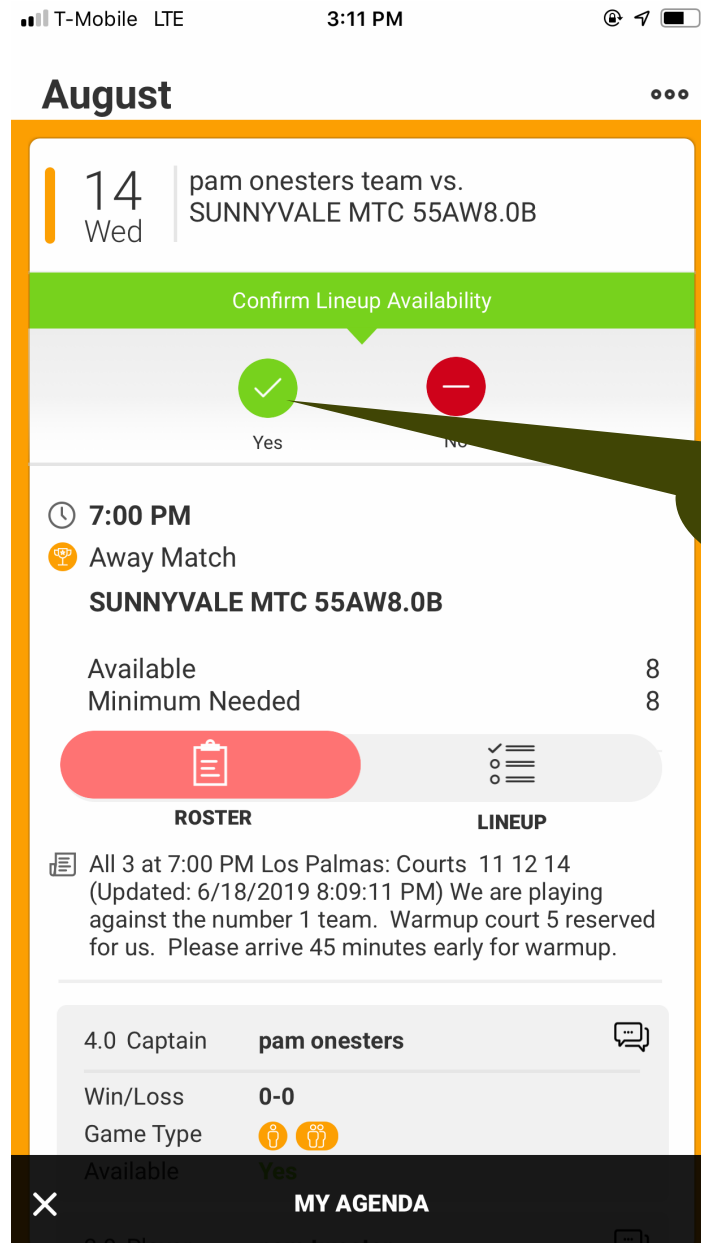 T-Mobile LTE 3:11 PM
August
14
Wed
pam onesters team vs.
SUNNYVALE MTC 55AW8.0B
Confirm Lineup Availability
Yes
No
7:00 PM
Away Match
SUNNYVALE MTC 55AW8.0B
Available 8
Minimum Needed 8
ROSTER
LINEUP
All 3 at 7:00 PM Los Palmas: Courts 11 12 14
(Updated: 6/18/2019 8:09:11 PM) We are playing
against the number 1 team. Warmup court 5 reserved
for us. Please arrive 45 minutes early for warmup.
4.0 Captain pam onesters
Win/Loss 0-0
Game Type
Available Yes
MY AGENDA